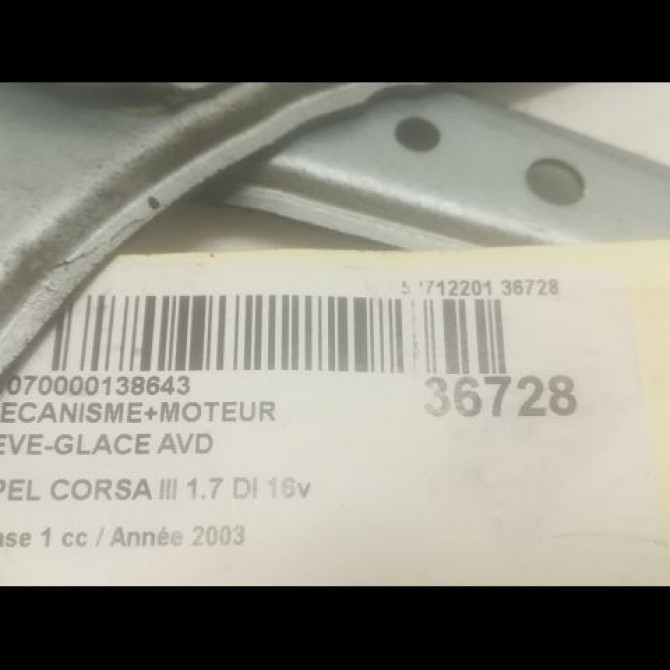 712201 36728
070000138643
36728
ECANISME+MOTEUR
EVE-GLACE AVD
PEL CORSA III 1.7 DI 16v
ase 1 cc / Année 2003